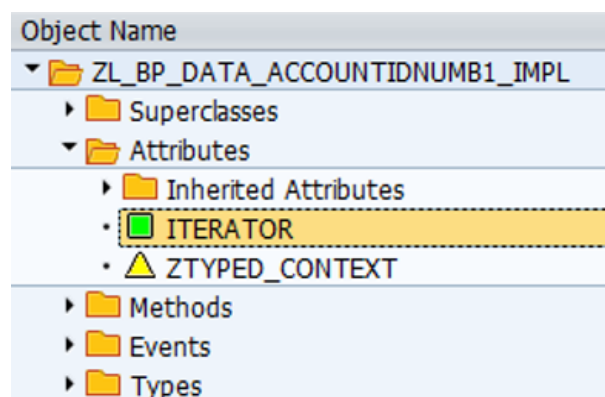 Object Name
ZL_BP_DATA_ACCOUNTIDNUMB1_IMPL
Superclasses
Attributes
Inherited Attributes
ITERATOR
ZTYPED_CONTEXT
Methods
Events
Types